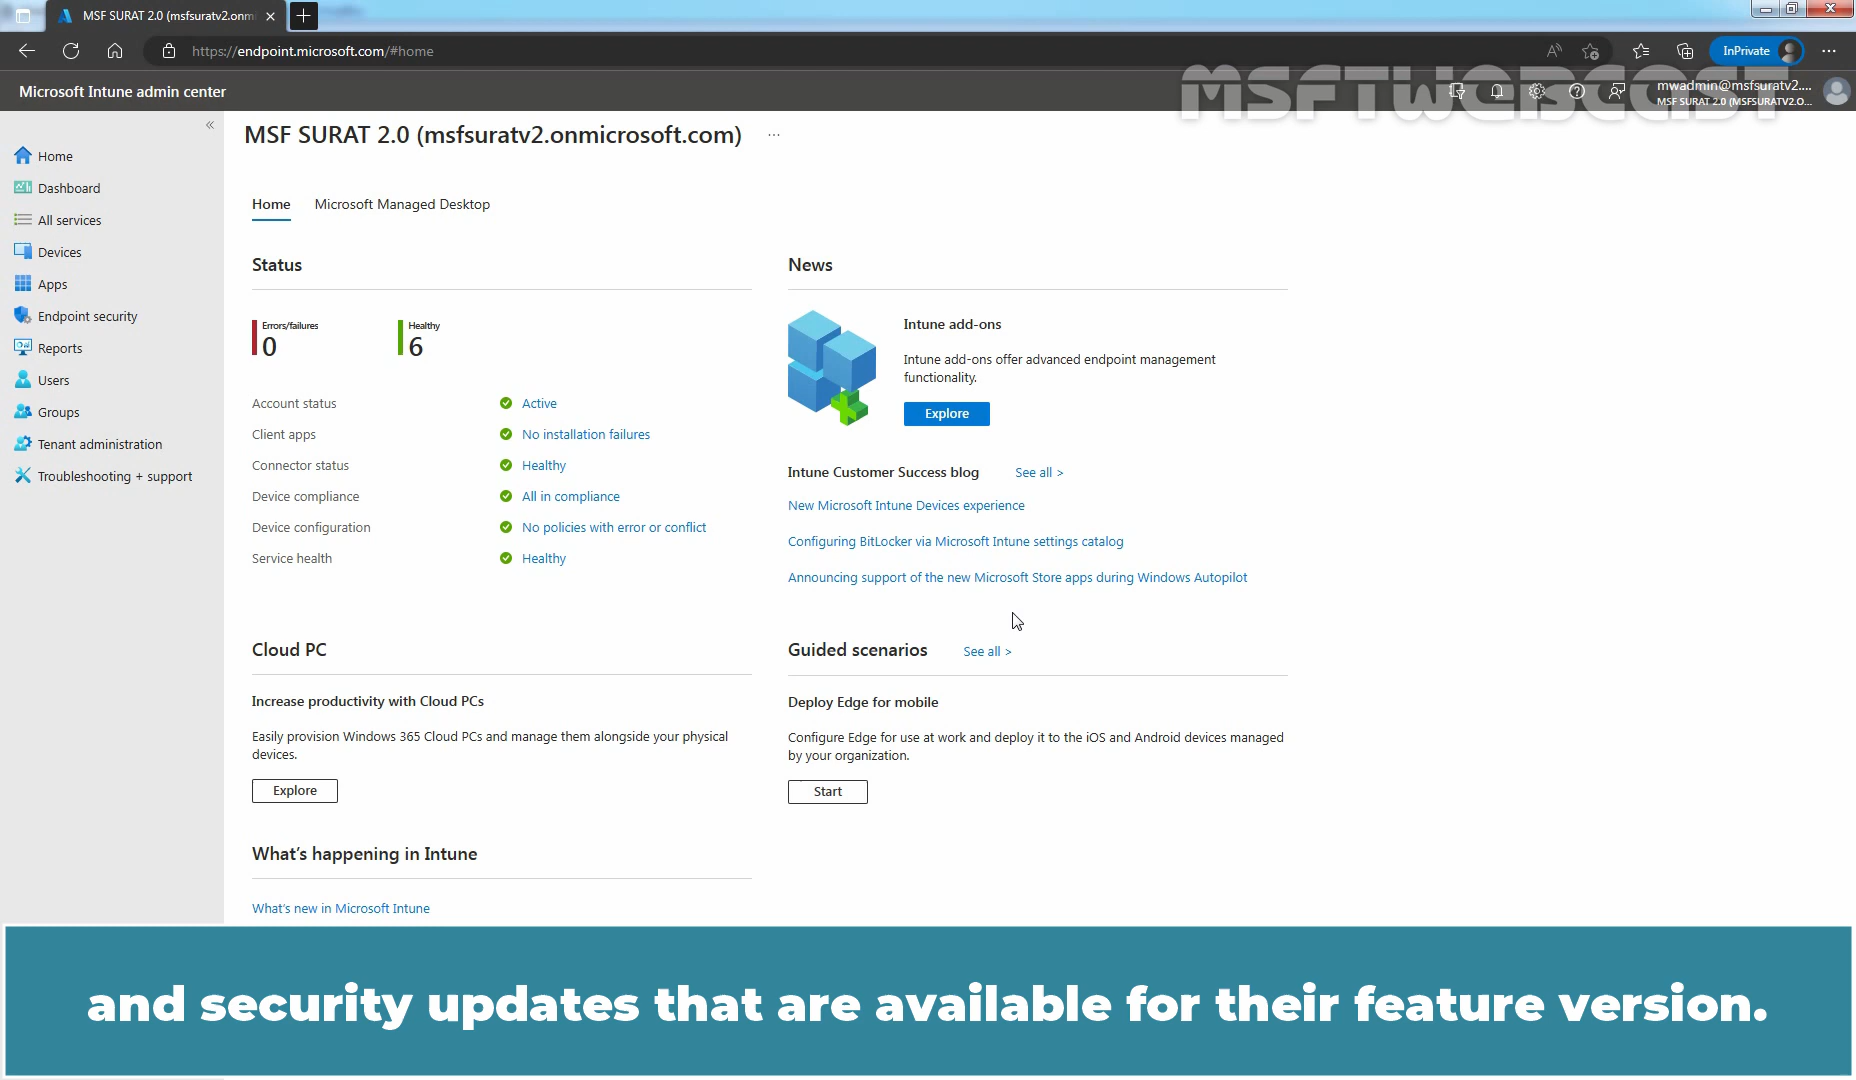 MSF SURAT 2.0 (msfsuratv2.onmi
https://endpoint.microsoft.com/#home
InPrivate
Microsoft Intune admin center
MSFTWEBCAST
mwadmin@msfsuratv2....
MSF SURAT 2.0 (MSFSURATV2.O...
MSF SURAT 2.0 (msfsuratv2.onmicrosoft.com)
Home
Dashboard
All services
Devices
Apps
Endpoint security
Reports
Users
Groups
Tenant administration
Troubleshooting + support
Home
Microsoft Managed Desktop
Status
Errors/failures
0
Healthy
6
Account status
Active
Client apps
No installation failures
Connector status
Healthy
Device compliance
All in compliance
Device configuration
No policies with error or conflict
Service health
Healthy
News
Intune add-ons
Intune add-ons offer advanced endpoint management
functionality.
Explore
Intune Customer Success blog
See all >
New Microsoft Intune Devices experience
Configuring BitLocker via Microsoft Intune settings catalog
Announcing support of the new Microsoft Store apps during Windows Autopilot
Cloud PC
Increase productivity with Cloud PCs
Easily provision Windows 365 Cloud PCs and manage them alongside your physical
devices.
Explore
Guided scenarios
See all >
Deploy Edge for mobile
Configure Edge for use at work and deploy it to the iOS and Android devices managed
by your organization.
Start
What's happening in Intune
What's new in Microsoft Intune
and security updates that are available for their feature version.